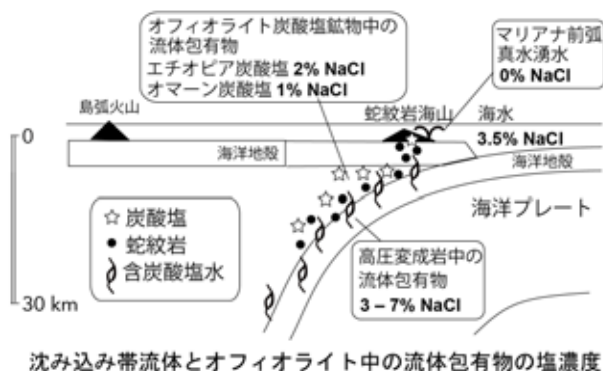 オフィオライト炭酸塩鉱物中の
流体包有物
エチオピア炭酸塩 2% NaCl
オマーン炭酸塩 1% NaCl
マリアナ前弧
真水湧水
0% NaCl
島弧火山
蛇紋岩海山
海水
0
3.5% NaCl
海洋地殻
海洋地殻
海洋プレート
炭酸塩
蛇紋岩
含炭酸塩水
高圧変成岩中の
流体包有物
3 – 7% NaCl
30 km
沈み込み帯流体とオフィオライト中の流体包有物の塩濃度